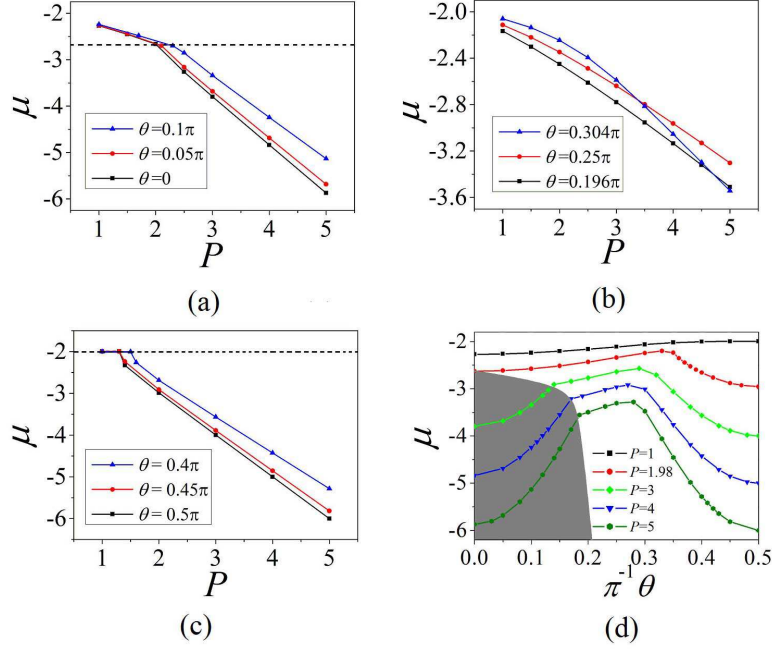 -2
-3
-4
-5
-6
μ
θ=0.1π
θ=0.05π
θ=0
1 2 3 4 5
P
(a)
-2.0
-2.4
-2.8
-3.2
-3.6
μ
θ=0.304π
θ=0.25π
θ=0.196π
1 2 3 4 5
P
(b)
-2
-3
-4
-5
-6
μ
θ=0.4π
θ=0.45π
θ=0.5π
1 2 3 4 5
P
(c)
-2
-3
-4
-5
-6
μ
P=1
P=1.98
P=3
P=4
P=5
0.0 0.1 0.2 0.3 0.4 0.5
π⁻¹θ
(d)